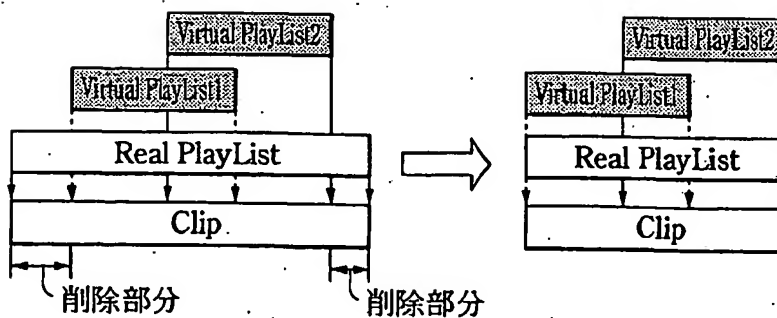 Virtual PlayList2
Virtual PlayList1
Real PlayList
Clip
削除部分
削除部分
Virtual PlayList2
Virtual PlayList1
Real PlayList
Clip